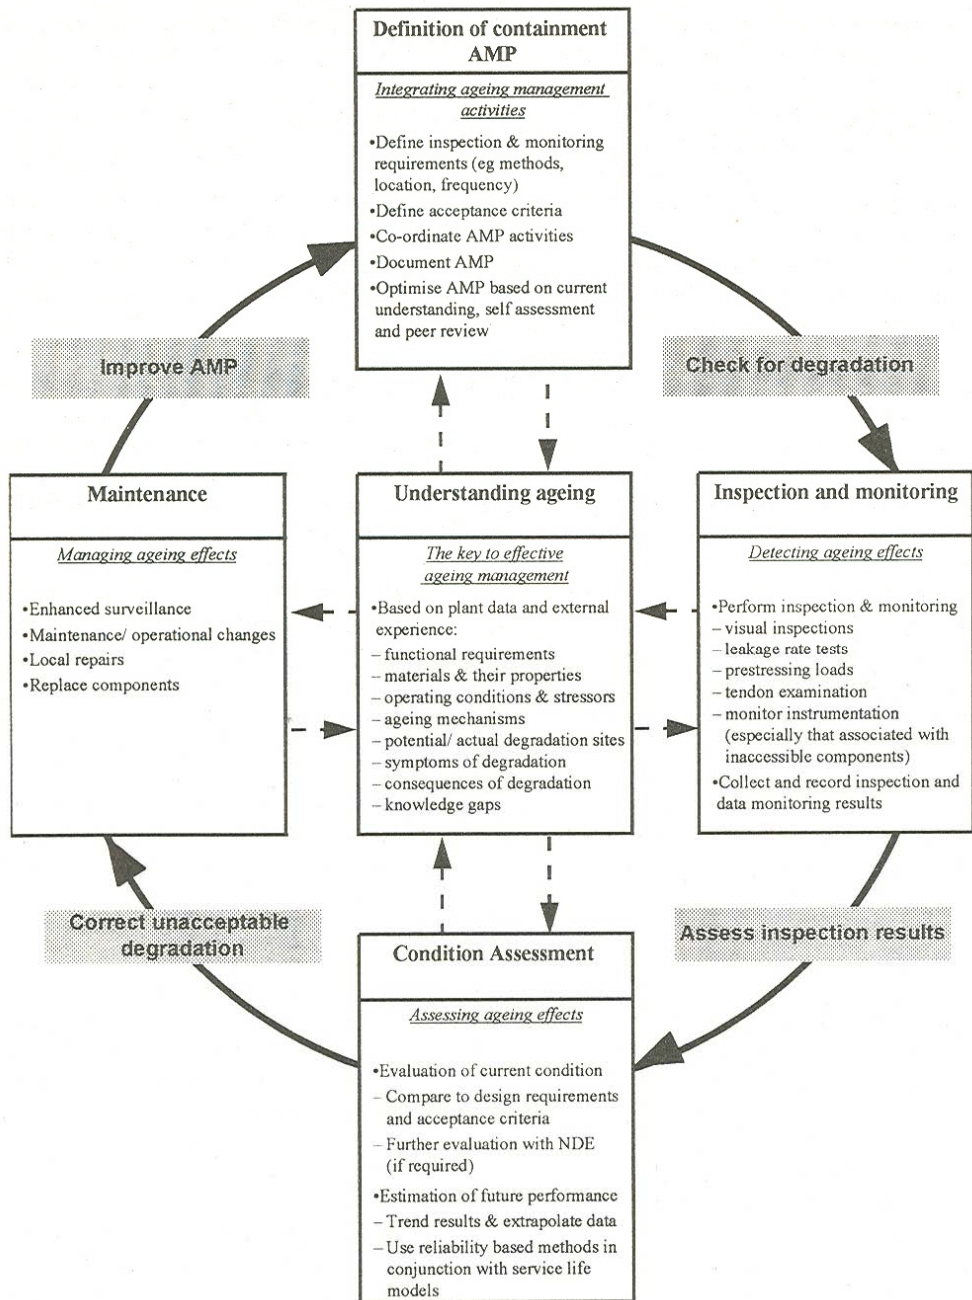 Definition of containment
AMP
Integrating ageing management
activities
•Define inspection & monitoring
requirements (eg methods,
location, frequency)
•Define acceptance criteria
•Co-ordinate AMP activities
•Document AMP
•Optimise AMP based on current
understanding, self assessment
and peer review
Improve AMP
Check for degradation
Maintenance
Managing ageing effects
•Enhanced surveillance
•Maintenance/ operational changes
•Local repairs
•Replace components
Understanding ageing
The key to effective
ageing management
•Based on plant data and external
experience:
– functional requirements
– materials & their properties
– operating conditions & stressors
– ageing mechanisms
– potential/ actual degradation sites
– symptoms of degradation
– consequences of degradation
– knowledge gaps
Inspection and monitoring
Detecting ageing effects
•Perform inspection & monitoring
– visual inspections
– leakage rate tests
– prestressing loads
– tendon examination
– monitor instrumentation
(especially that associated with
inaccessible components)
•Collect and record inspection and
data monitoring results
Correct unacceptable
degradation
Assess inspection results
Condition Assessment
Assessing ageing effects
•Evaluation of current condition
– Compare to design requirements
and acceptance criteria
– Further evaluation with NDE
(if required)
•Estimation of future performance
– Trend results & extrapolate data
– Use reliability based methods in
conjunction with service life
models